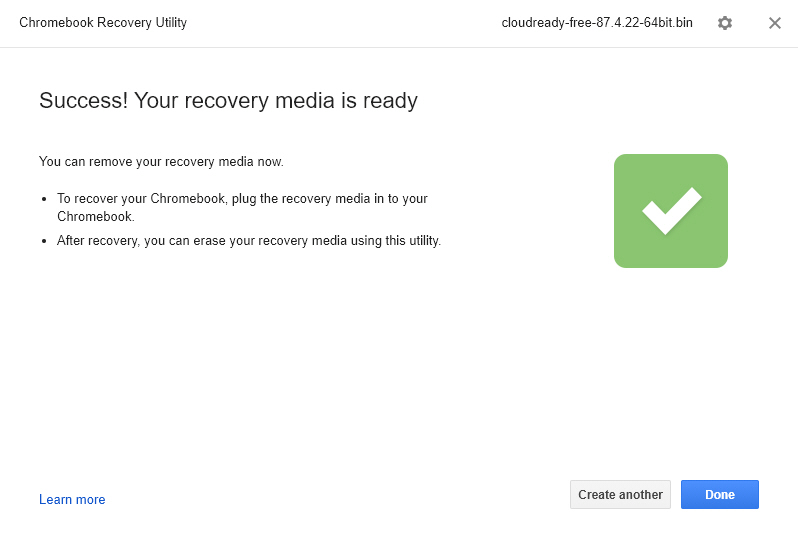 Chromebook Recovery Utility
cloudready-free-87.4.22-64bit.bin
Success! Your recovery media is ready
You can remove your recovery media now.
• To recover your Chromebook, plug the recovery media in to your
Chromebook.
• After recovery, you can erase your recovery media using this utility.
Learn more
Create another
Done